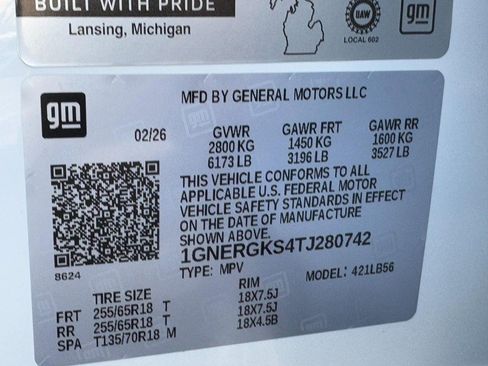 BUILT WITH PRIDE
Lansing, Michigan
UAW
LOCAL 602
gm
gm
MFD BY GENERAL MOTORS LLC
02/26 GVWR GAWR FRT GAWR RR
2800 KG 1450 KG 1600 KG
6173 LB 3196 LB 3527 LB
THIS VEHICLE CONFORMS TO ALL
APPLICABLE U.S. FEDERAL MOTOR
VEHICLE SAFETY STANDARDS IN EFFECT
ON THE DATE OF MANUFACTURE
SHOWN ABOVE.
1GNERGKS4TJ280742
8624
TYPE: MPV MODEL: 421LB56
TIRE SIZE RIM
FRT 255/65R18 T 18X7.5J
RR 255/65R18 T 18X7.5J
SPA T135/70R18 M 18X4.5B